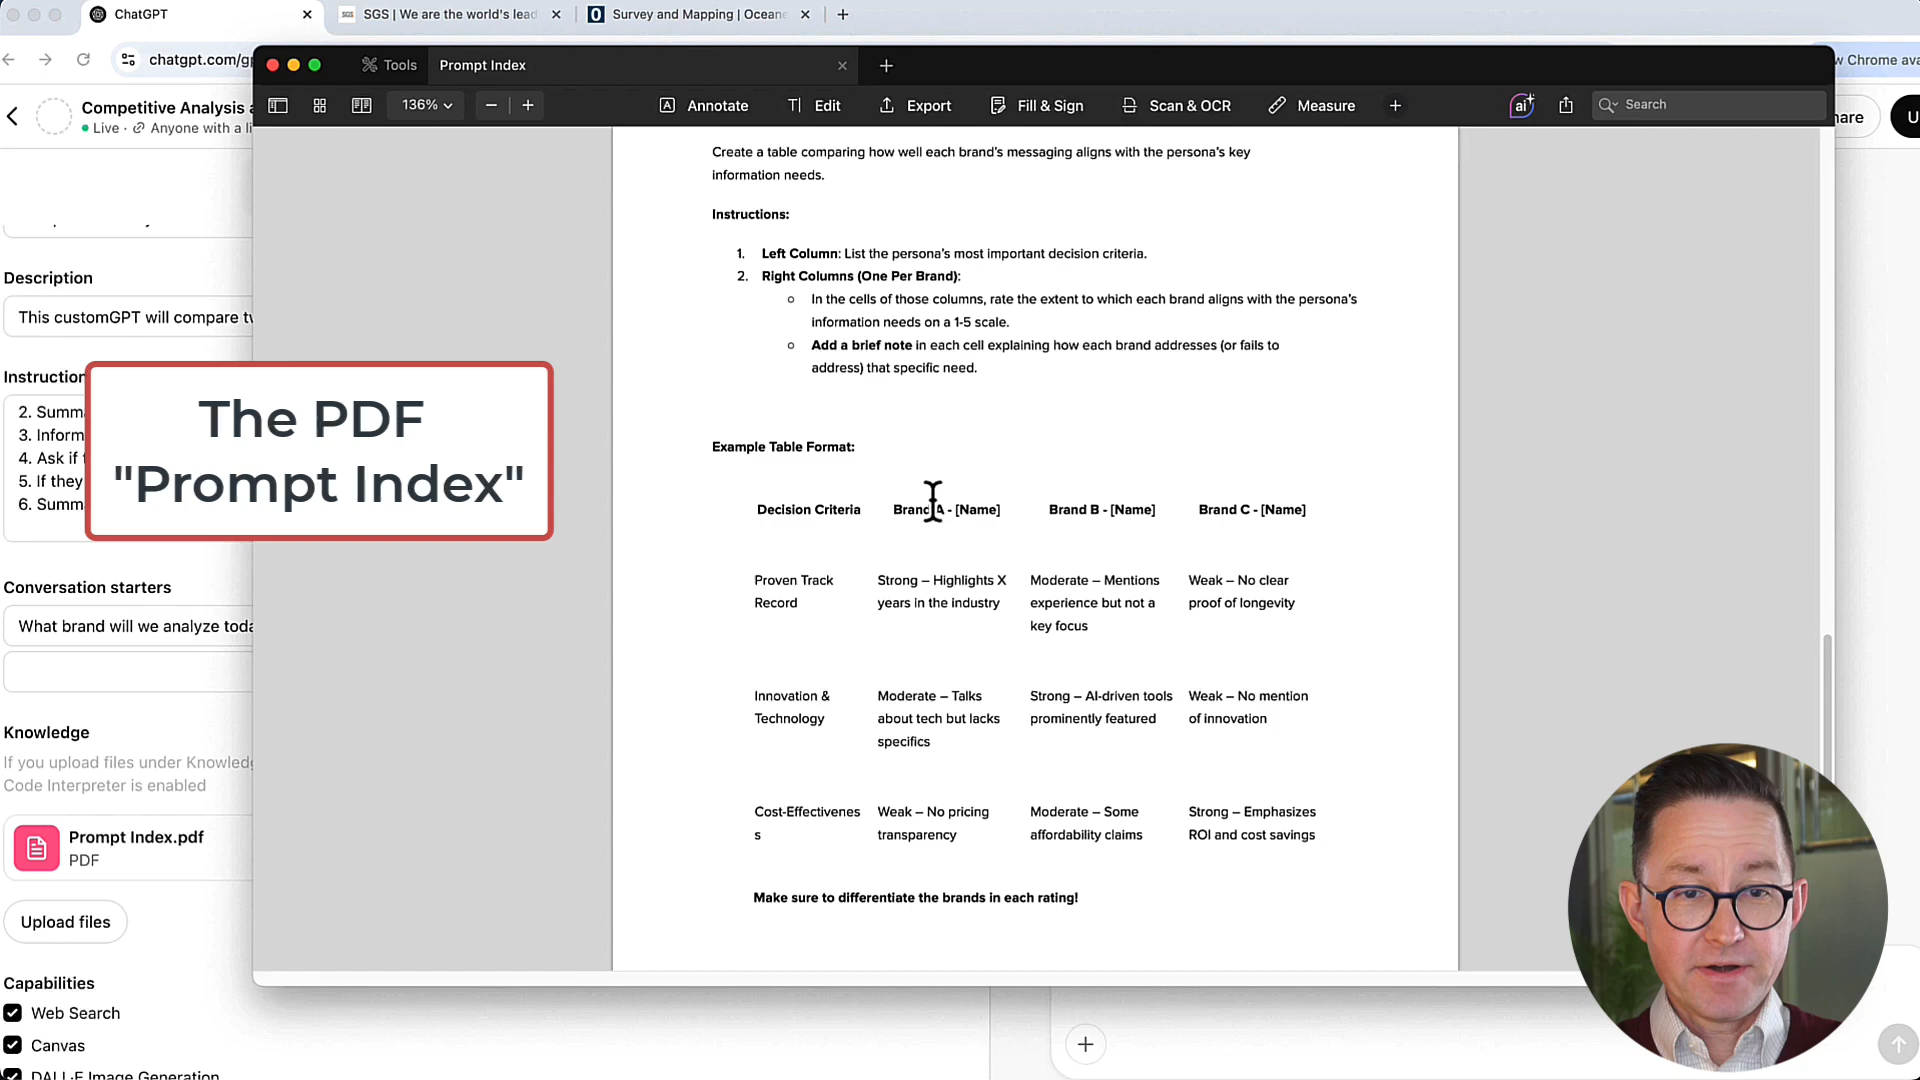 ChatGPT
SGS | We are the world's lead
Survey and Mapping | Ocean
chatgpt.com/gp
w Chrome ava
Tools
Prompt Index
136%
Annotate
Edit
Export
Fill & Sign
Scan & OCR
Measure
Search
Competitive Analysis a
Live · Anyone with a li
hare
U
Create a table comparing how well each brand's messaging aligns with the persona's key
information needs.
Instructions:
1. Left Column: List the persona's most important decision criteria.
2. Right Columns (One Per Brand):
○ In the cells of those columns, rate the extent to which each brand aligns with the persona's
information needs on a 1-5 scale.
○ Add a brief note in each cell explaining how each brand addresses (or fails to
address) that specific need.
Example Table Format:
Decision Criteria Brand A - [Name] Brand B - [Name] Brand C - [Name]
Proven Track Strong – Highlights X Moderate – Mentions Weak – No clear
Record years in the industry experience but not a proof of longevity
key focus
Innovation & Moderate – Talks Strong – AI-driven tools Weak – No mention
Technology about tech but lacks prominently featured of innovation
specifics
Cost-Effectivenes Weak – No pricing Moderate – Some Strong – Emphasizes
s transparency affordability claims ROI and cost savings
Make sure to differentiate the brands in each rating!
Description
This customGPT will compare tw
Instruction
2. Summa
3. Inform
4. Ask if t
5. If they
6. Summ
The PDF
"Prompt Index"
Conversation starters
What brand will we analyze toda
Knowledge
If you upload files under Knowledg
Code Interpreter is enabled
Prompt Index.pdf
PDF
Upload files
Capabilities
Web Search
Canvas
DALL·E Image Generation